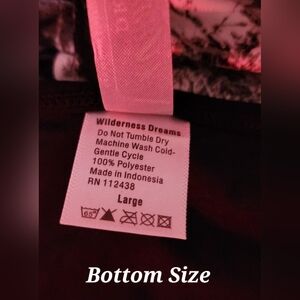 Wilderness Dreams
Do Not Tumble Dry
Machine Wash Cold-
Gentle Cycle
100% Polyester
Made in Indonesia
RN 112438
Large
Bottom Size